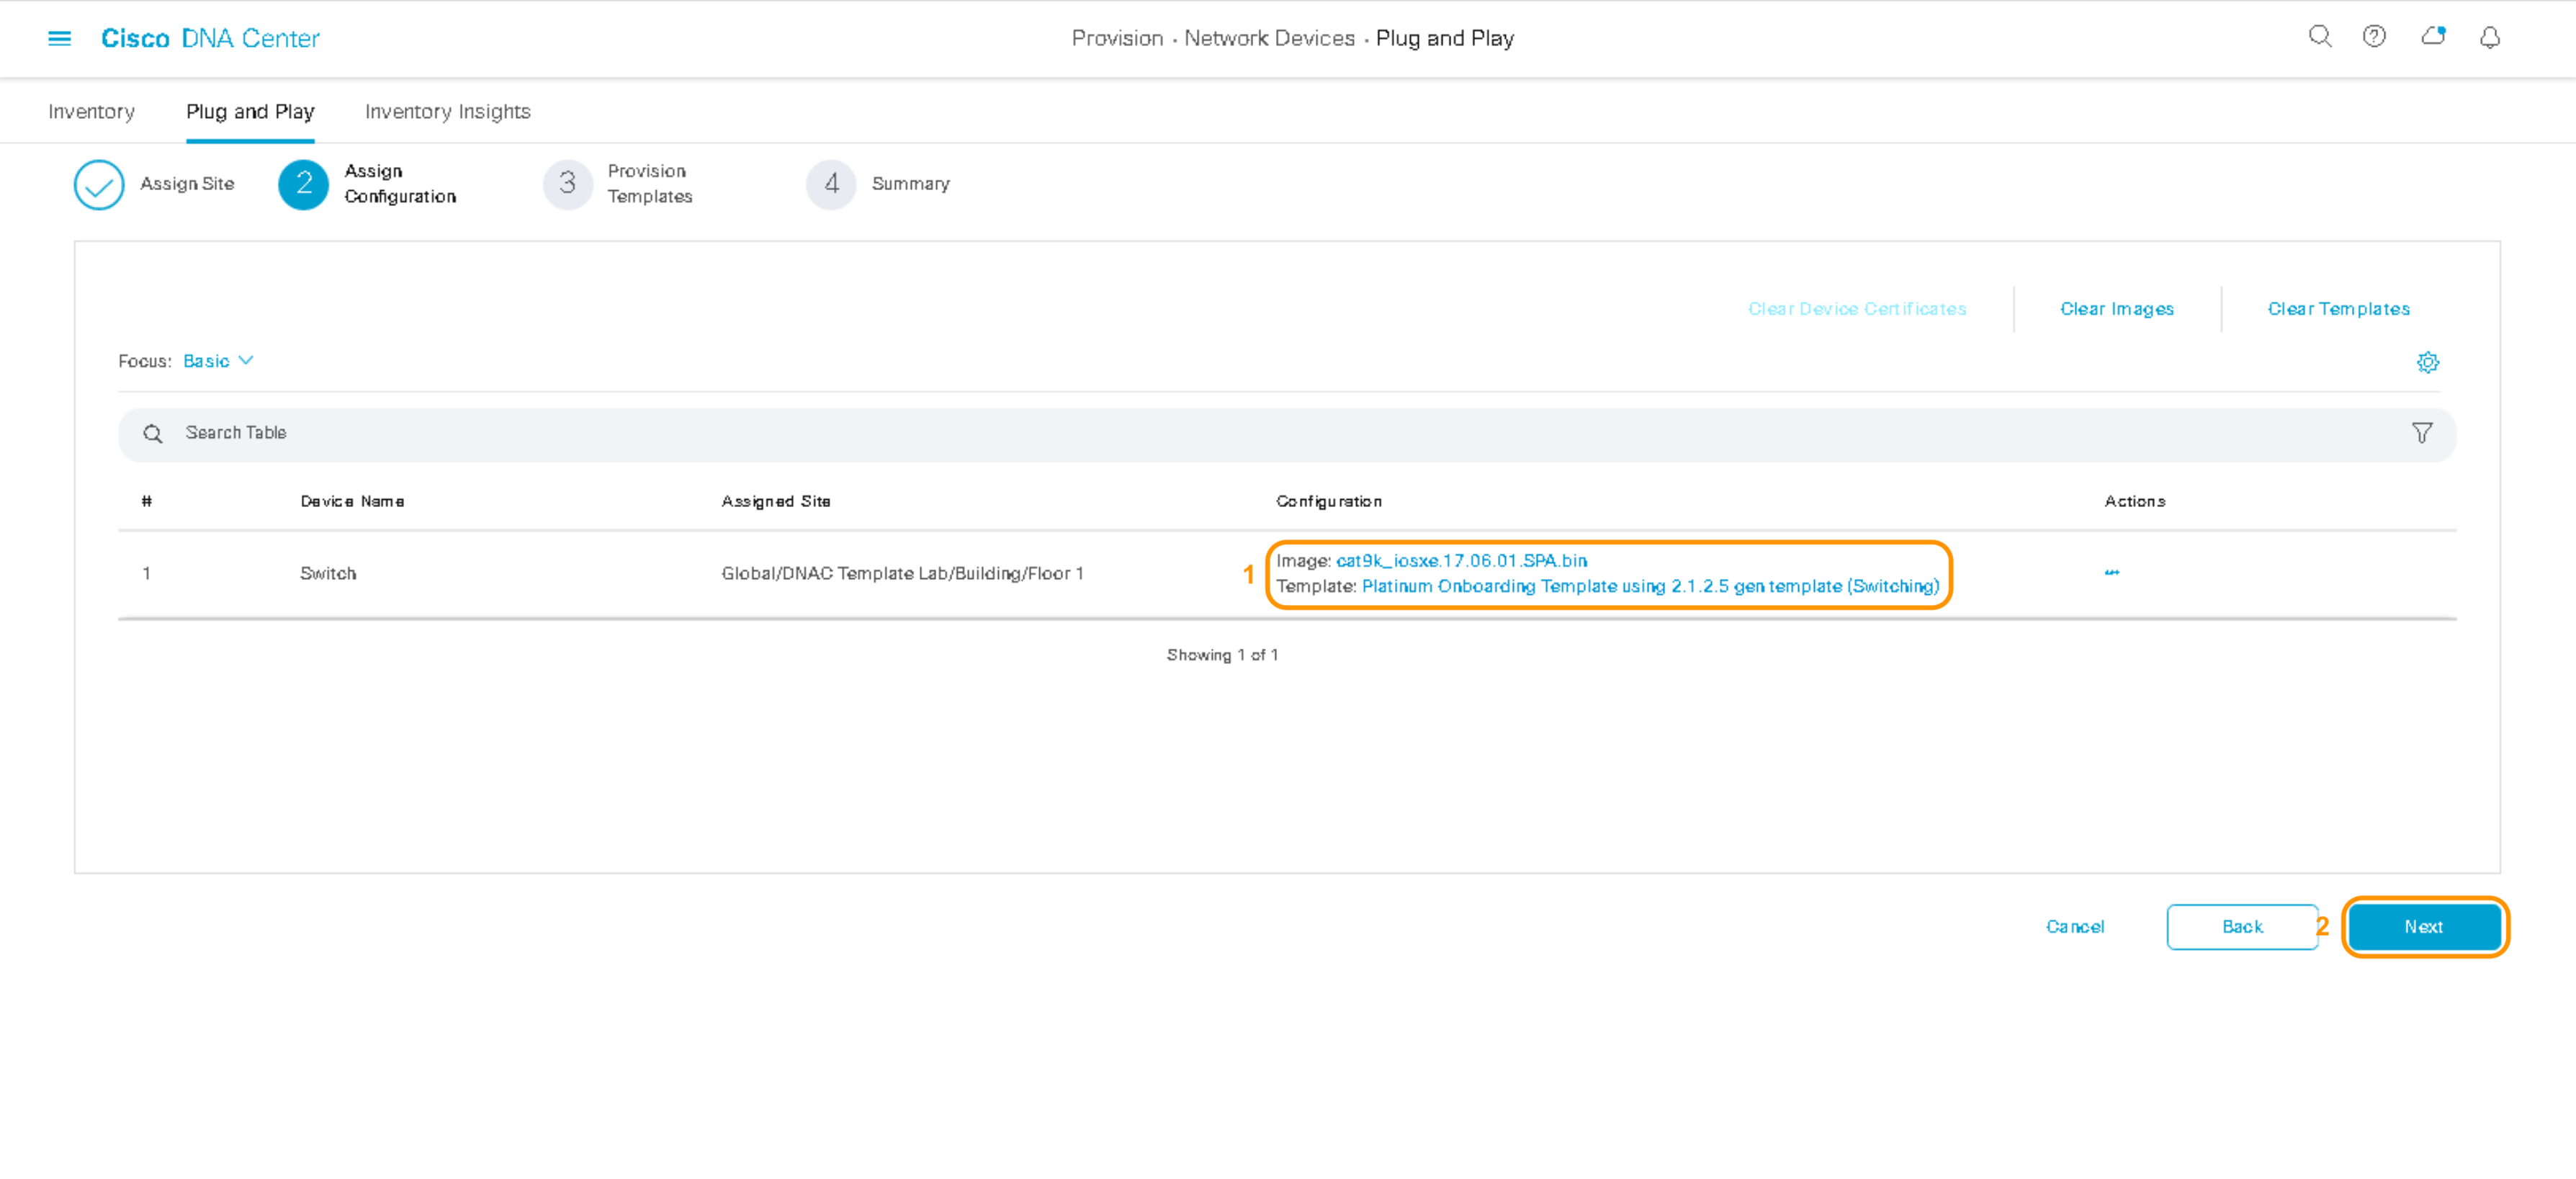 Cisco DNA Center
Provision · Network Devices · Plug and Play
Inventory Plug and Play Inventory Insights
Assign Site
2 Assign Configuration
3 Provision Templates
4 Summary
Clear Device Certificates Clear Images Clear Templates
Focus: Basic
Search Table
# Device Name Assigned Site Configuration Actions
1 Switch Global/DNAC Template Lab/Building/Floor 1 1 Image: cat9k_iosxe.17.06.01.SPA.bin
Template: Platinum Onboarding Template using 2.1.2.5 gen template (Switching)
Showing 1 of 1
Cancel Back 2 Next